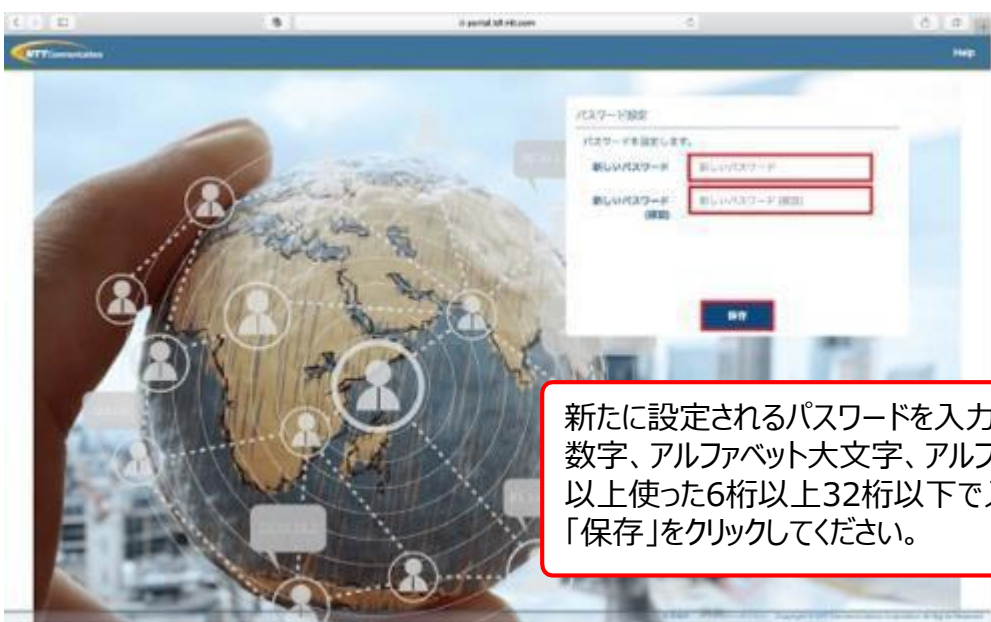 NTT Communications
Help
パスワード設定
パスワードを設定します。
新しいパスワード
新しいパスワード
新しいパスワード
(確認)
新しいパスワード (確認)
保存
新たに設定されるパスワードを入力
数字、アルファベット大文字、アルフ
以上使った6桁以上32桁以下で
「保存」をクリックしてください。